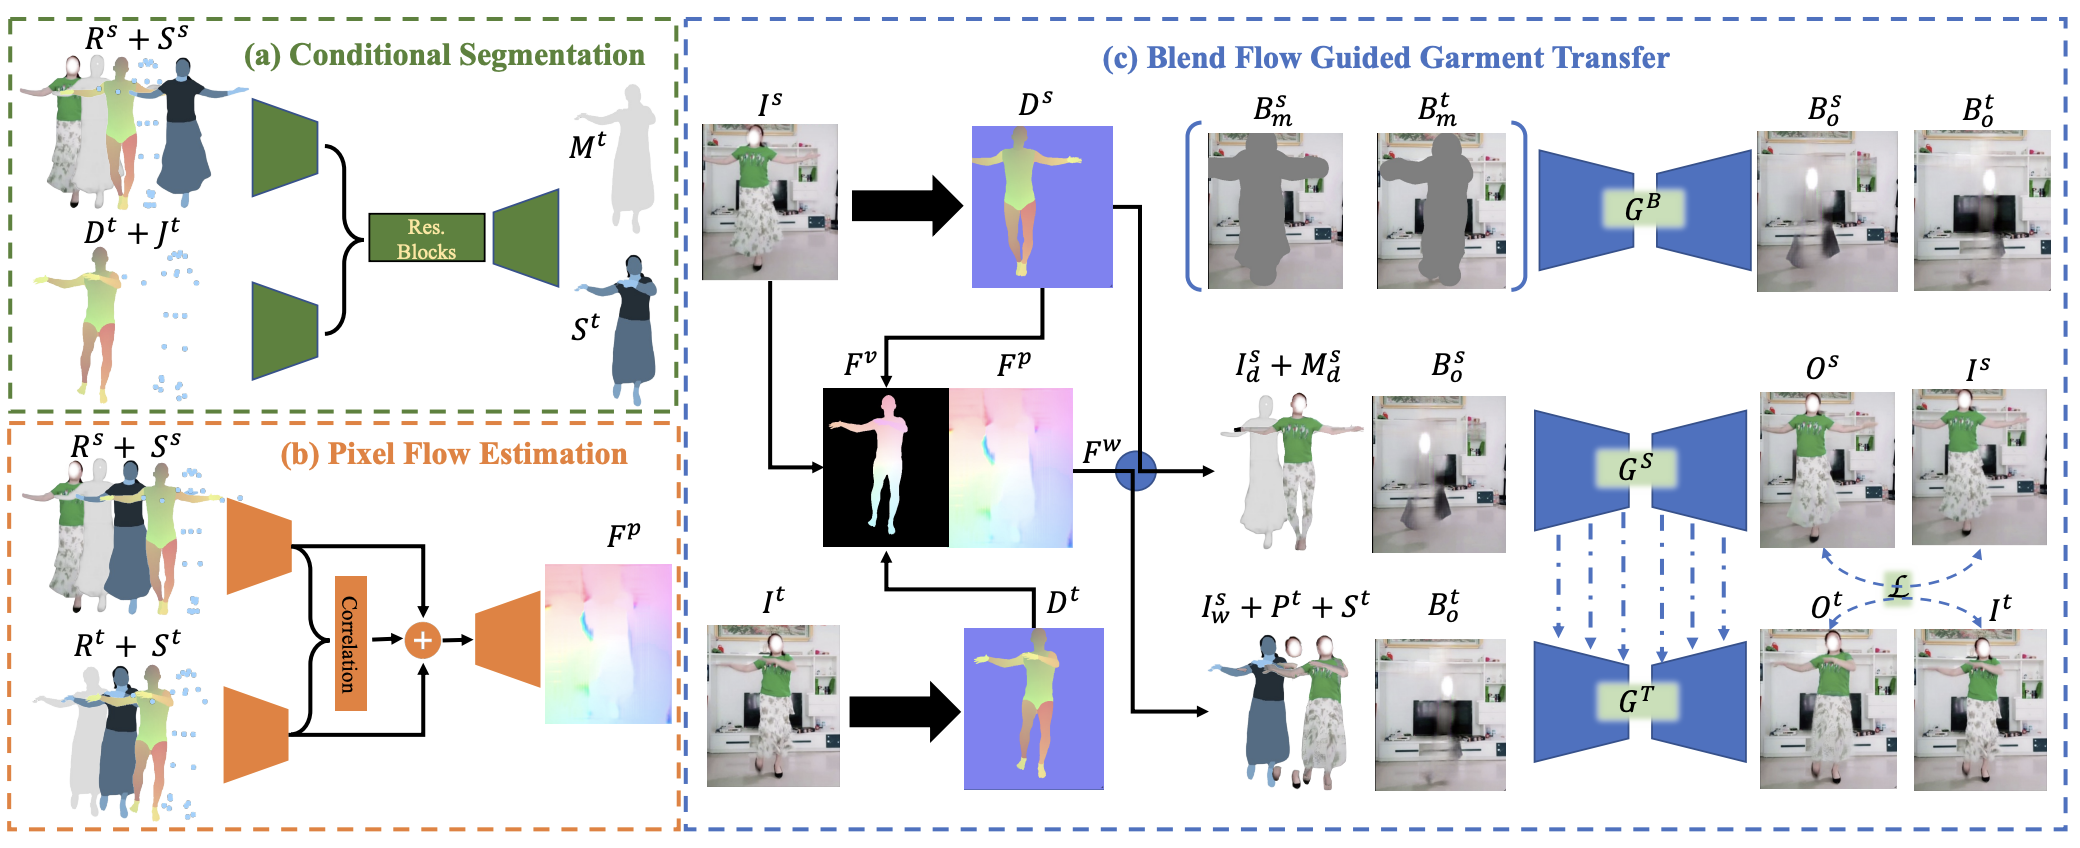 (a) Conditional Segmentation
R^s + S^s
D^t + J^t
Res.
Blocks
M^t
S^t
(b) Pixel Flow Estimation
R^s + S^s
R^t + S^t
Correlation
+
F^p
(c) Blend Flow Guided Garment Transfer
I^s
D^s
B_m^s
B_m^t
G^B
B_o^s
B_o^t
F^v
F^p
F^w
I_d^s + M_d^s
B_o^s
G^S
O^s
I^s
ℒ
I^t
D^t
I_w^s + P^t + S^t
B_o^t
G^T
O^t
I^t